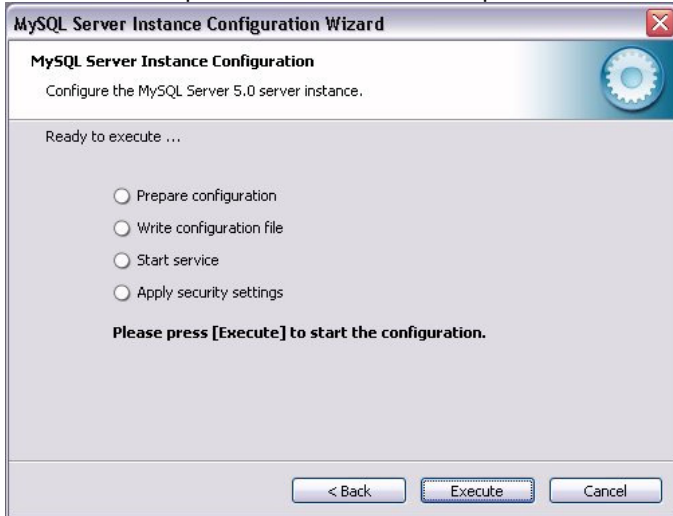 MySQL Server Instance Configuration Wizard
MySQL Server Instance Configuration
Configure the MySQL Server 5.0 server instance.
Ready to execute ...
Prepare configuration
Write configuration file
Start service
Apply security settings
Please press [Execute] to start the configuration.
< Back Execute Cancel